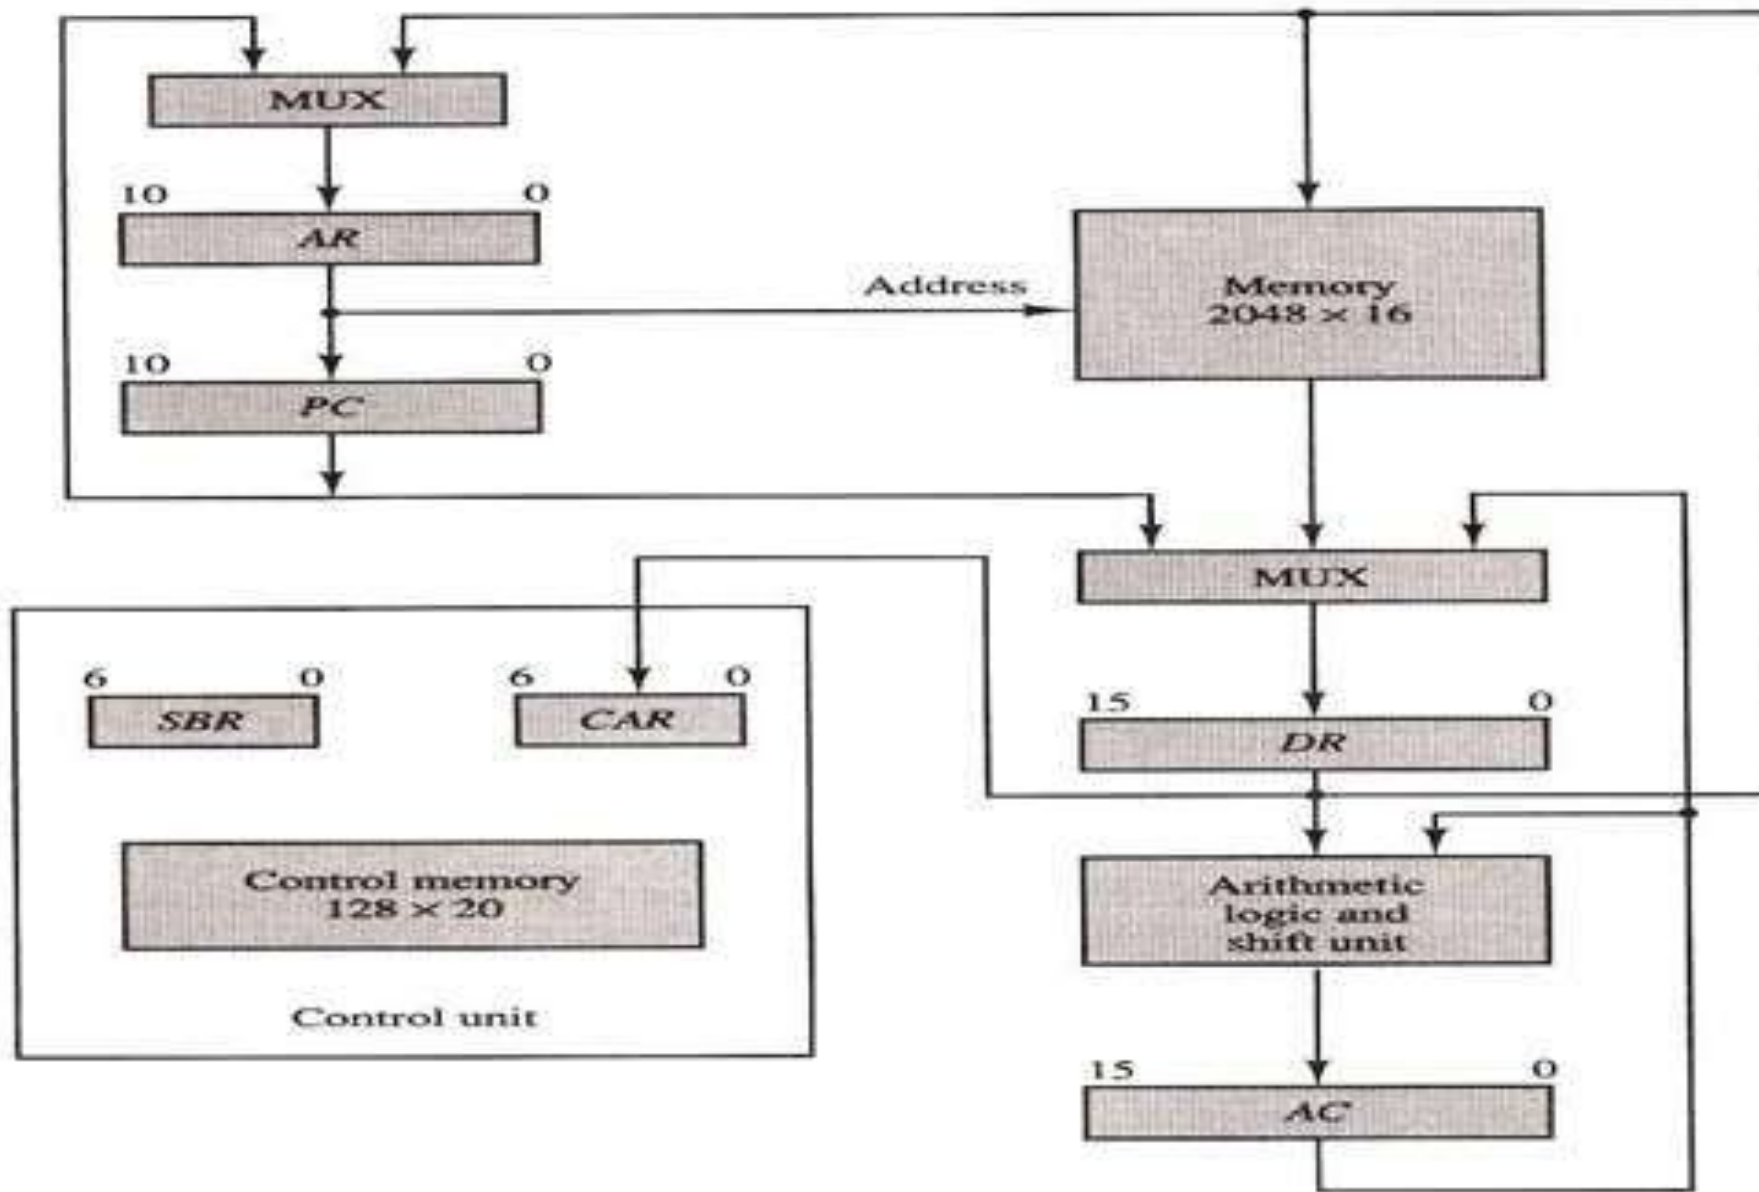 MUX
10 0
AR
Address
Memory
2048 × 16
10 0
PC
MUX
6 0
SBR
6 0
CAR
15 0
DR
Control memory
128 × 20
Arithmetic
logic and
shift unit
Control unit
15 0
AC